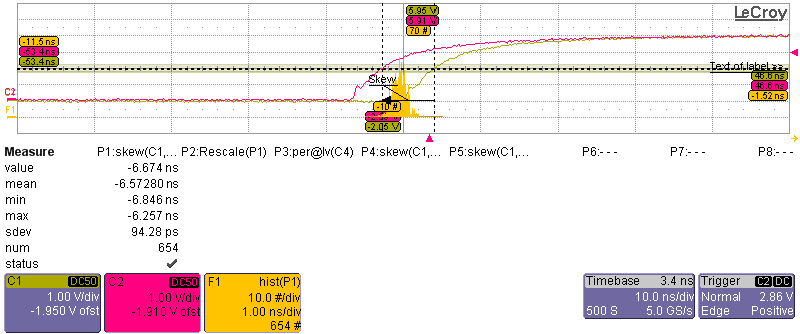 5.95 V
LeCroy
5.91 V
70 #
-11.5 ns
-53.4 ns
-53.4 ns
Text of label >>
Skew
46.6 ns
46.6 ns
C2
-1.52 ns
-10 #
F1
-2.05 V
Measure P1:skew(C1,... P2:Rescale(P1) P3:per@lv(C4) P4:skew(C1,... P5:skew(C1,... P6:- - - P7:- - - P8:- - -
value -6.674 ns
mean -6.57280 ns
min -6.846 ns
max -6.257 ns
sdev 94.28 ps
num 654
status
C1 DC50 C2 DC50 F1 hist(P1) Timebase 3.4 ns Trigger C2 DC
1.00 V/div 1.00 V/div 10.0 #/div 10.0 ns/div Normal 2.86 V
-1.950 V ofst -1.910 V ofst 1.00 ns/div 500 S 5.0 GS/s Edge Positive
654 #